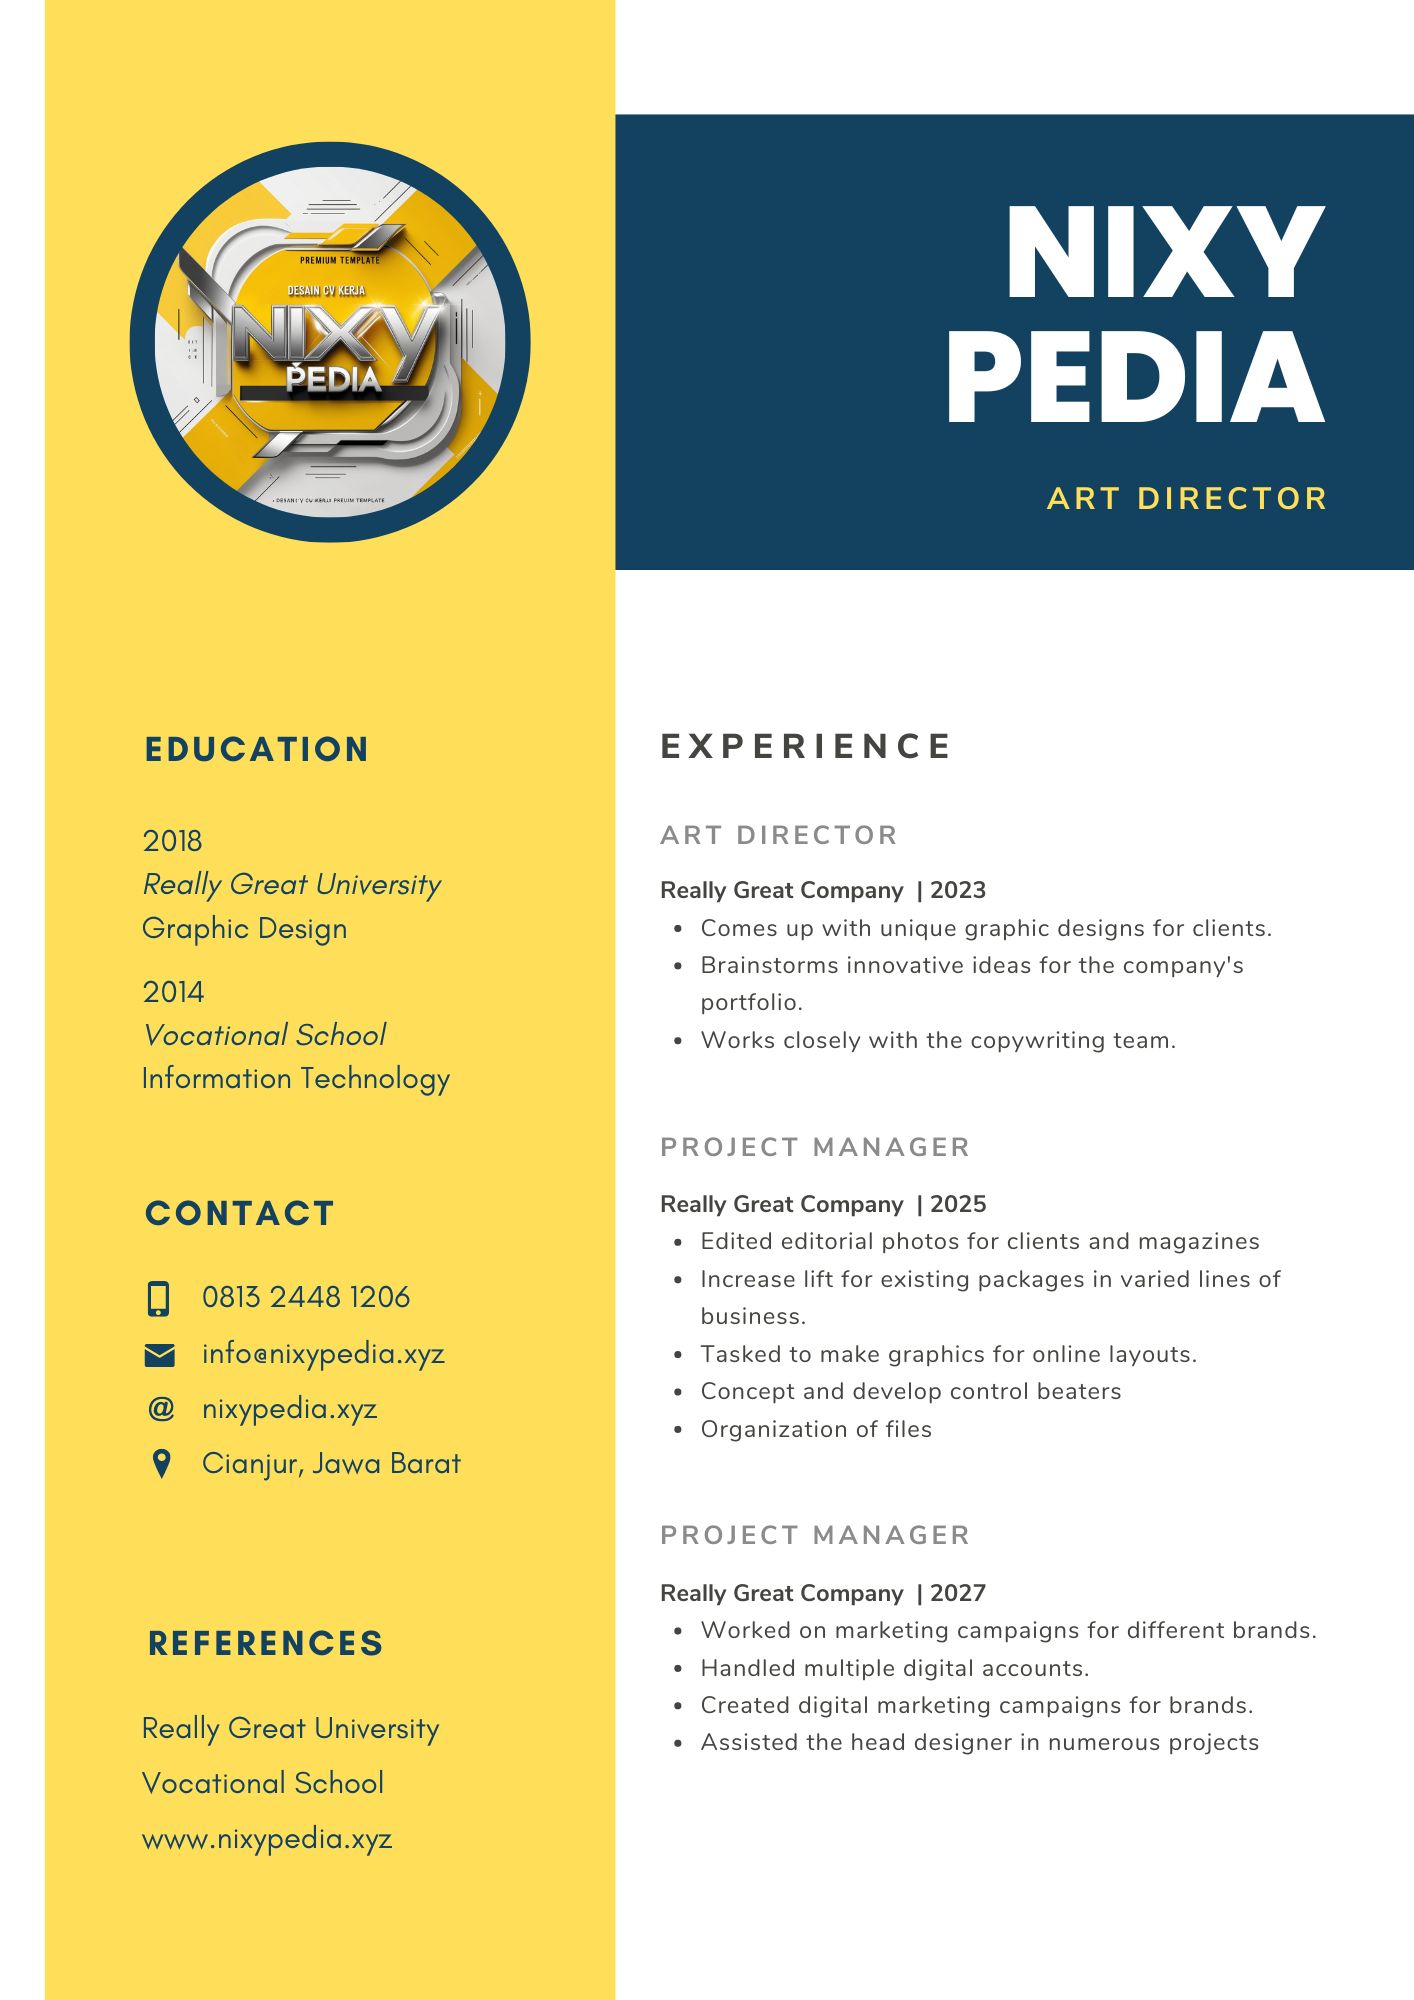 PREMIUM TEMPLATE
DESAIN CV KERJA
NIXY
PEDIA
NIXY
PEDIA
ART DIRECTOR
EDUCATION
2018
Really Great University
Graphic Design
2014
Vocational School
Information Technology
CONTACT
0813 2448 1206
info@nixypedia.xyz
nixypedia.xyz
Cianjur, Jawa Barat
REFERENCES
Really Great University
Vocational School
www.nixypedia.xyz
EXPERIENCE
ART DIRECTOR
Really Great Company | 2023
• Comes up with unique graphic designs for clients.
• Brainstorms innovative ideas for the company's
portfolio.
• Works closely with the copywriting team.
PROJECT MANAGER
Really Great Company | 2025
• Edited editorial photos for clients and magazines
• Increase lift for existing packages in varied lines of
business.
• Tasked to make graphics for online layouts.
• Concept and develop control beaters
• Organization of files
PROJECT MANAGER
Really Great Company | 2027
• Worked on marketing campaigns for different brands.
• Handled multiple digital accounts.
• Created digital marketing campaigns for brands.
• Assisted the head designer in numerous projects